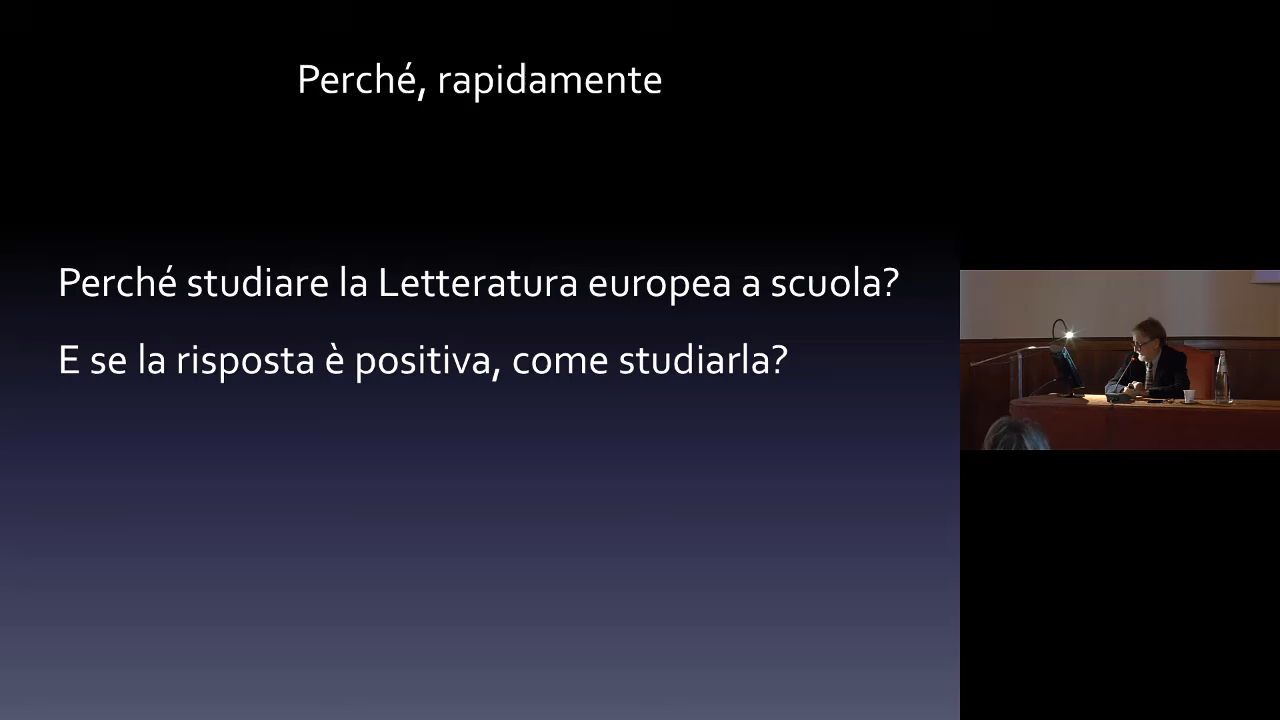 Perché, rapidamente
Perché studiare la Letteratura europea a scuola?
E se la risposta è positiva, come studiarla?